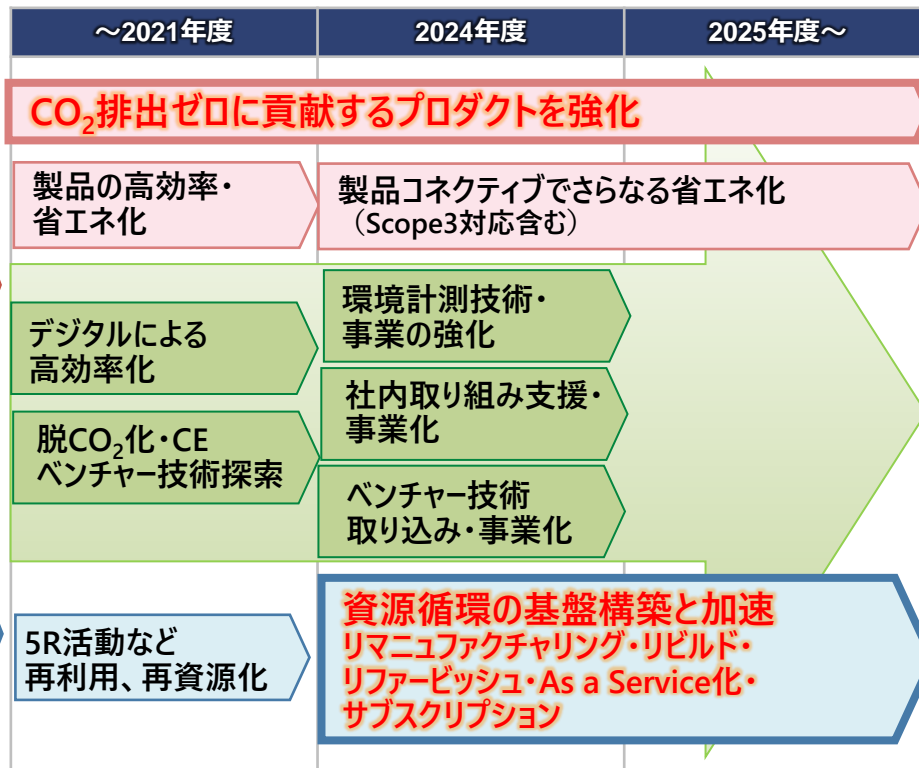 ～2021年度
2024年度
2025年度～
CO₂排出ゼロに貢献するプロダクトを強化
製品の高効率・
省エネ化
製品コネクティブでさらなる省エネ化
（Scope3対応含む）
デジタルによる
高効率化
脱CO₂化・CE
ベンチャー技術探索
環境計測技術・
事業の強化
社内取り組み支援・
事業化
ベンチャー技術
取り込み・事業化
5R活動など
再利用、再資源化
資源循環の基盤構築と加速
リマニュファクチャリング・リビルド・
リファービッシュ・As a Service化・
サブスクリプション